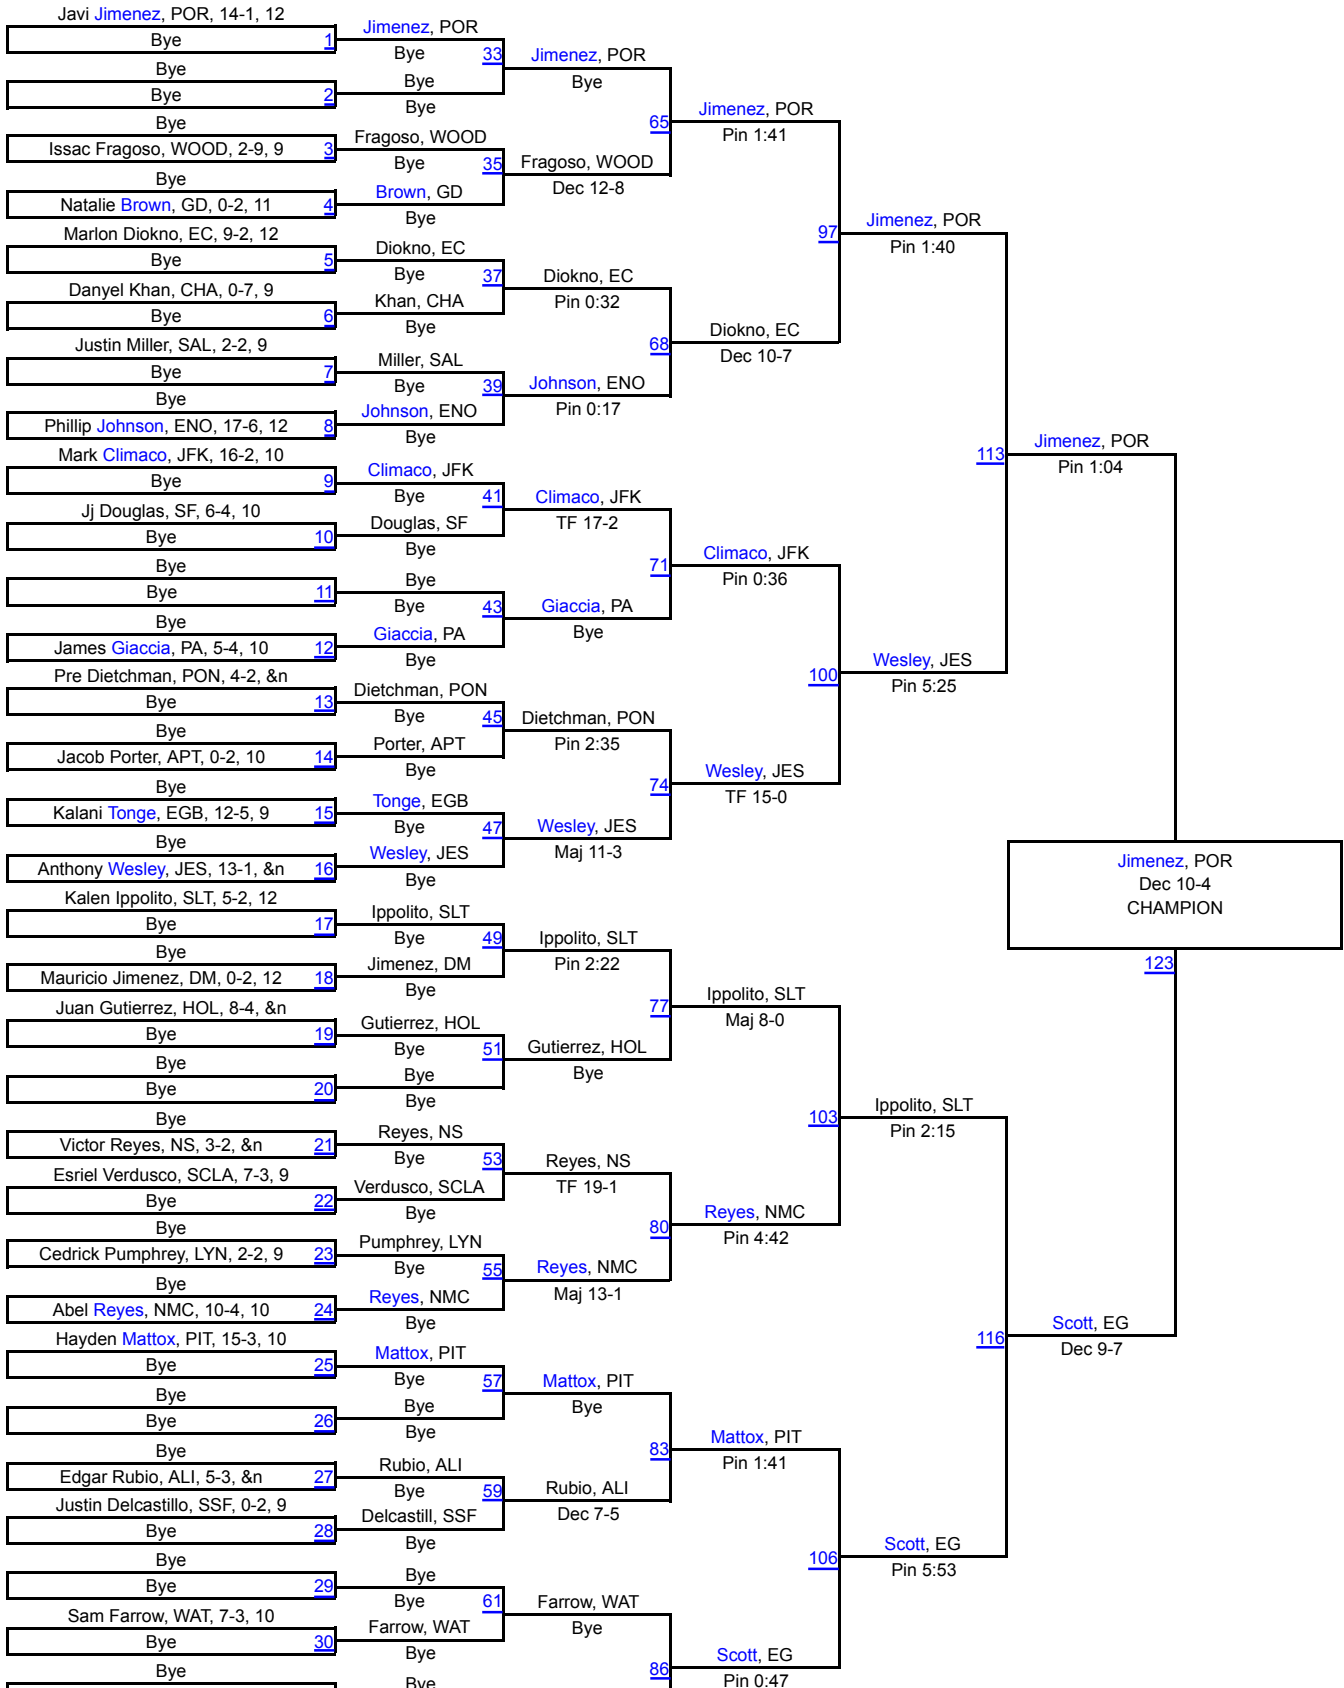 Javi Jimenez, POR, 14-1, 12
Bye 1
Bye
Bye 2
Bye
Issac Fragoso, WOOD, 2-9, 9 3
Bye
Natalie Brown, GD, 0-2, 11 4
Marlon Diokno, EC, 9-2, 12
Bye 5
Danyel Khan, CHA, 0-7, 9
Bye 6
Justin Miller, SAL, 2-2, 9
Bye 7
Bye
Phillip Johnson, ENO, 17-6, 12 8
Mark Climaco, JFK, 16-2, 10
Bye 9
Jj Douglas, SF, 6-4, 10
Bye 10
Bye
Bye 11
Bye
James Giaccia, PA, 5-4, 10 12
Pre Dietchman, PON, 4-2, &n
Bye 13
Bye
Jacob Porter, APT, 0-2, 10 14
Bye
Kalani Tonge, EGB, 12-5, 9 15
Bye
Anthony Wesley, JES, 13-1, &n 16
Kalen Ippolito, SLT, 5-2, 12
Bye 17
Bye
Mauricio Jimenez, DM, 0-2, 12 18
Juan Gutierrez, HOL, 8-4, &n
Bye 19
Bye
Bye 20
Bye
Victor Reyes, NS, 3-2, &n 21
Esriel Verdusco, SCLA, 7-3, 9
Bye 22
Bye
Cedrick Pumphrey, LYN, 2-2, 9 23
Bye
Abel Reyes, NMC, 10-4, 10 24
Hayden Mattox, PIT, 15-3, 10
Bye 25
Bye
Bye 26
Bye
Edgar Rubio, ALI, 5-3, &n 27
Justin Delcastillo, SSF, 0-2, 9
Bye 28
Bye
Bye 29
Sam Farrow, WAT, 7-3, 10
Bye 30
Bye
Jimenez, POR
Bye 33
Bye
Bye
Fragoso, WOOD
Bye 35
Brown, GD
Bye
Diokno, EC
Bye 37
Khan, CHA
Bye
Miller, SAL
Bye 39
Johnson, ENO
Bye
Climaco, JFK
Bye 41
Douglas, SF
Bye
Bye
Bye 43
Giaccia, PA
Bye
Dietchman, PON
Bye 45
Porter, APT
Bye
Tonge, EGB
Bye 47
Wesley, JES
Bye
Ippolito, SLT
Bye 49
Jimenez, DM
Bye
Gutierrez, HOL
Bye 51
Bye
Bye
Reyes, NS
Bye 53
Verdusco, SCLA
Bye
Pumphrey, LYN
Bye 55
Reyes, NMC
Bye
Mattox, PIT
Bye 57
Bye
Bye
Rubio, ALI
Bye 59
Delcastill, SSF
Bye
Bye
Bye 61
Farrow, WAT
Bye
Bye
Jimenez, POR
Bye
65
Fragoso, WOOD
Dec 12-8
Diokno, EC
Pin 0:32
68
Johnson, ENO
Pin 0:17
Climaco, JFK
TF 17-2
71
Giaccia, PA
Bye
Dietchman, PON
Pin 2:35
74
Wesley, JES
Maj 11-3
Ippolito, SLT
Pin 2:22
77
Gutierrez, HOL
Bye
Reyes, NS
TF 19-1
80
Reyes, NMC
Maj 13-1
Mattox, PIT
Bye
83
Rubio, ALI
Dec 7-5
Farrow, WAT
Bye
86
Jimenez, POR
Pin 1:41
97
Diokno, EC
Dec 10-7
Climaco, JFK
Pin 0:36
100
Wesley, JES
TF 15-0
Ippolito, SLT
Maj 8-0
103
Reyes, NMC
Pin 4:42
Mattox, PIT
Pin 1:41
106
Scott, EG
Pin 0:47
Jimenez, POR
Pin 1:40
113
Wesley, JES
Pin 5:25
Ippolito, SLT
Pin 2:15
116
Scott, EG
Pin 5:53
Jimenez, POR
Pin 1:04
Jimenez, POR
Dec 10-4
CHAMPION
123
Scott, EG
Dec 9-7